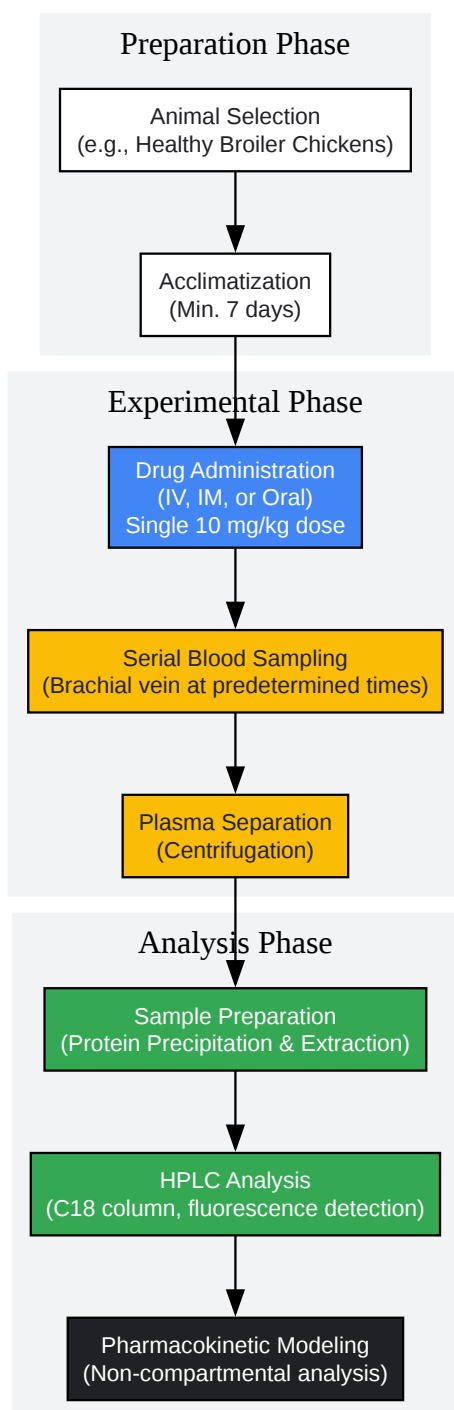 Preparation Phase
Animal Selection
(e.g., Healthy Broiler Chickens)
Acclimatization
(Min. 7 days)
Experimental Phase
Drug Administration
(IV, IM, or Oral)
Single 10 mg/kg dose
Serial Blood Sampling
(Brachial vein at predetermined times)
Plasma Separation
(Centrifugation)
Analysis Phase
Sample Preparation
(Protein Precipitation & Extraction)
HPLC Analysis
(C18 column, fluorescence detection)
Pharmacokinetic Modeling
(Non-compartmental analysis)